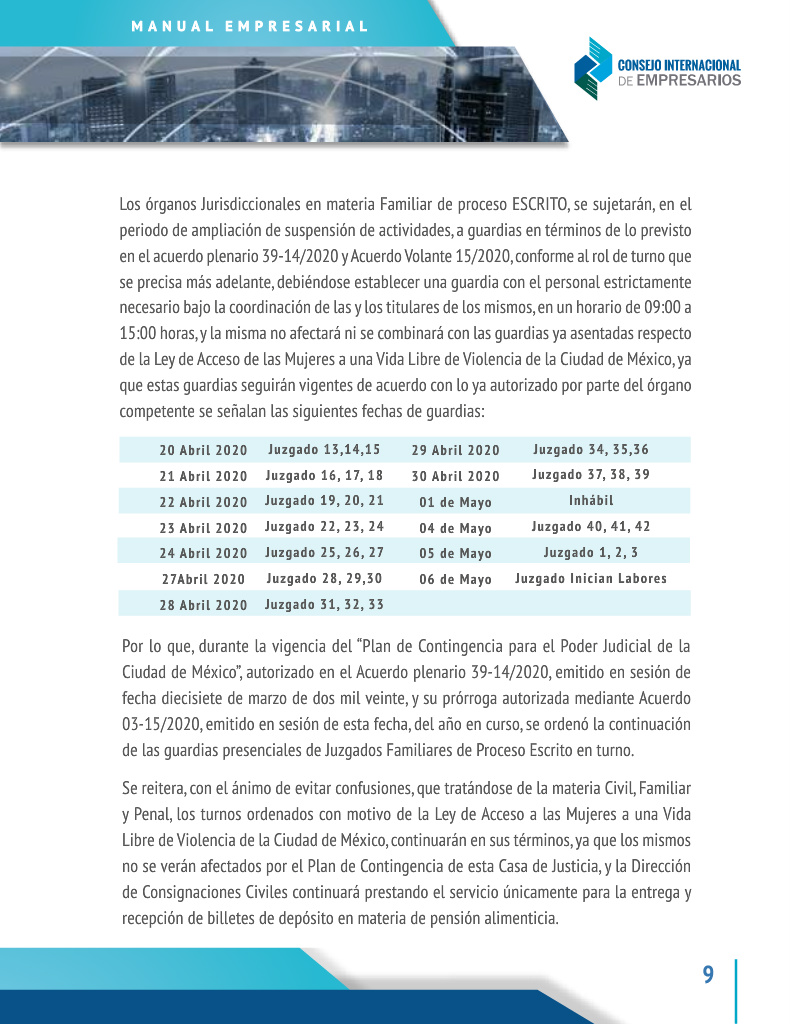 MANUAL EMPRESARIAL
CONSEJO INTERNACIONAL
DE EMPRESARIOS
Los órganos Jurisdiccionales en materia Familiar de proceso ESCRITO, se sujetarán, en el
periodo de ampliación de suspensión de actividades, a guardias en términos de lo previsto
en el acuerdo plenario 39-14/2020 y Acuerdo Volante 15/2020, conforme al rol de turno que
se precisa más adelante, debiéndose establecer una guardia con el personal estrictamente
necesario bajo la coordinación de las y los titulares de los mismos, en un horario de 09:00 a
15:00 horas, y la misma no afectará ni se combinará con las guardias ya asentadas respecto
de la Ley de Acceso de las Mujeres a una Vida Libre de Violencia de la Ciudad de México, ya
que estas guardias seguirán vigentes de acuerdo con lo ya autorizado por parte del órgano
competente se señalan las siguientes fechas de guardias:
20 Abril 2020 Juzgado 13,14,15 29 Abril 2020 Juzgado 34, 35,36
21 Abril 2020 Juzgado 16, 17, 18 30 Abril 2020 Juzgado 37, 38, 39
22 Abril 2020 Juzgado 19, 20, 21 01 de Mayo Inhábil
23 Abril 2020 Juzgado 22, 23, 24 04 de Mayo Juzgado 40, 41, 42
24 Abril 2020 Juzgado 25, 26, 27 05 de Mayo Juzgado 1, 2, 3
27Abril 2020 Juzgado 28, 29,30 06 de Mayo Juzgado Inician Labores
28 Abril 2020 Juzgado 31, 32, 33
Por lo que, durante la vigencia del “Plan de Contingencia para el Poder Judicial de la
Ciudad de México”, autorizado en el Acuerdo plenario 39-14/2020, emitido en sesión de
fecha diecisiete de marzo de dos mil veinte, y su prórroga autorizada mediante Acuerdo
03-15/2020, emitido en sesión de esta fecha, del año en curso, se ordenó la continuación
de las guardias presenciales de Juzgados Familiares de Proceso Escrito en turno.
Se reitera, con el ánimo de evitar confusiones, que tratándose de la materia Civil, Familiar
y Penal, los turnos ordenados con motivo de la Ley de Acceso a las Mujeres a una Vida
Libre de Violencia de la Ciudad de México, continuarán en sus términos, ya que los mismos
no se verán afectados por el Plan de Contingencia de esta Casa de Justicia, y la Dirección
de Consignaciones Civiles continuará prestando el servicio únicamente para la entrega y
recepción de billetes de depósito en materia de pensión alimenticia.
9